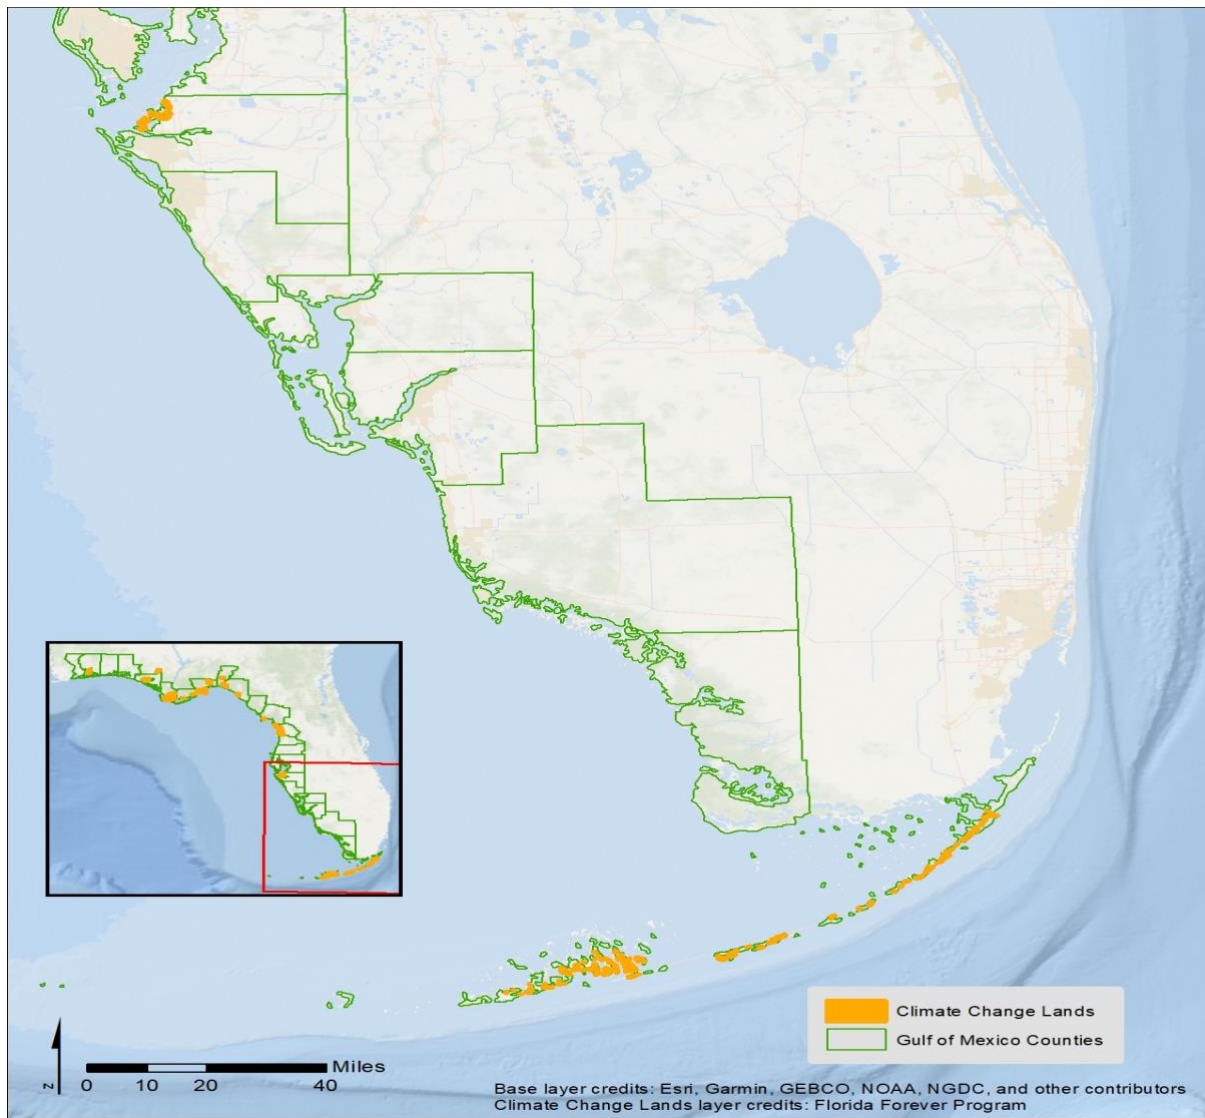 Climate Change Lands
Gulf of Mexico Counties
N
Miles
0 10 20 40
Base layer credits: Esri, Garmin, GEBCO, NOAA, NGDC, and other contributors
Climate Change Lands layer credits: Florida Forever Program